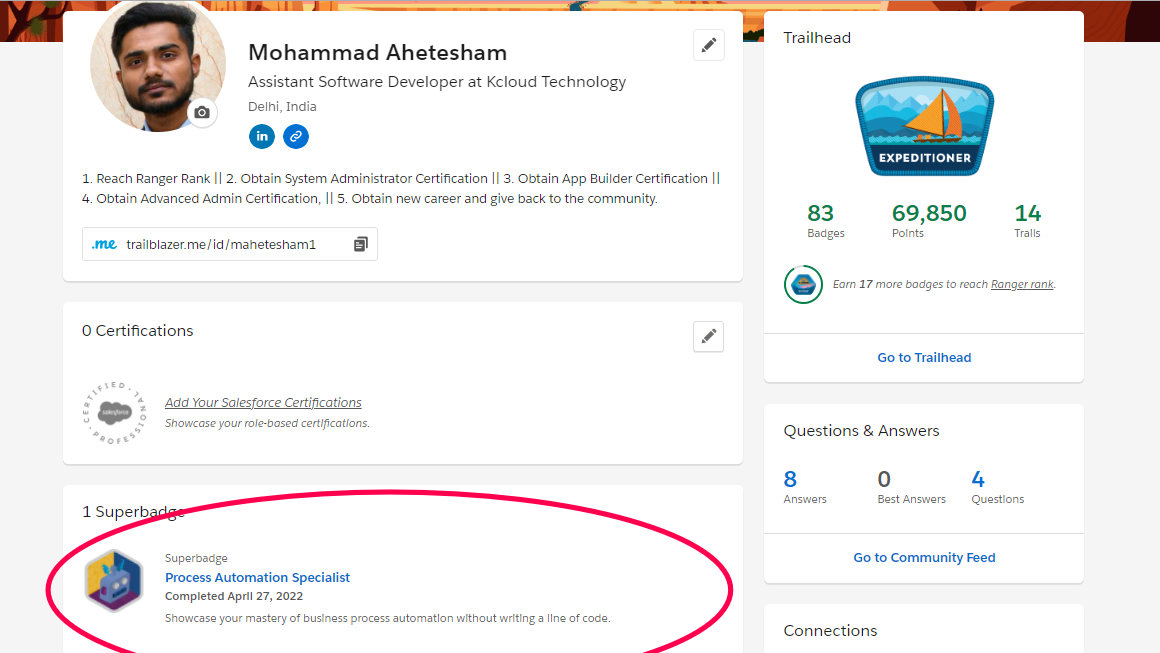 Mohammad Ahetesham
Assistant Software Developer at Kcloud Technology
Delhi, India
in
1. Reach Ranger Rank || 2. Obtain System Administrator Certification || 3. Obtain App Builder Certification ||
4. Obtain Advanced Admin Certification, || 5. Obtain new career and give back to the community.
.me trailblazer.me/id/mahetesham1
0 Certifications
CERTIFIED
salesforce
PROFESSIONAL
Add Your Salesforce Certifications
Showcase your role-based certifications.
1 Superbadge
Superbadge
Process Automation Specialist
Completed April 27, 2022
Showcase your mastery of business process automation without writing a line of code.
Trailhead
EXPEDITIONER
83 69,850 14
Badges Points Trails
Earn 17 more badges to reach Ranger rank.
Go to Trailhead
Questions & Answers
8 0 4
Answers Best Answers Questions
Go to Community Feed
Connections